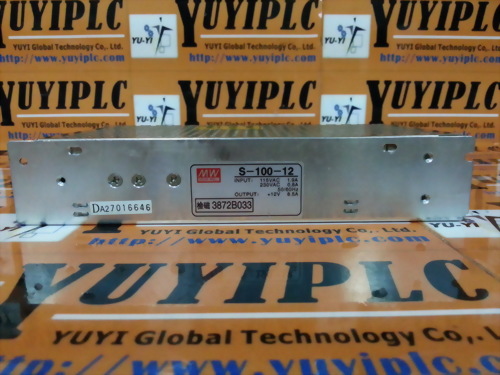 YUYIPLC
YUYIPLC
YUYI Global Technology Co,. Ltd.
YU-YI
YUYI Global Technology Co,. Ltd.
http://www.yuyiplc.com
http://www.yuyiplc.com
YUYIPLC
YU-YI
YUYIPLC
MW
S-100-12
INPUT: 115VAC 1.9A
230VAC 0.8A
50/60Hz
OUTPUT: +12V 8.5A
3872B033
DA27016646
YUYI Global Technology Co,. Ltd.
YUYIPLC
YUYIPLC
YUYI Global Technology Co,. Ltd.
http://www.yuyiplc.com